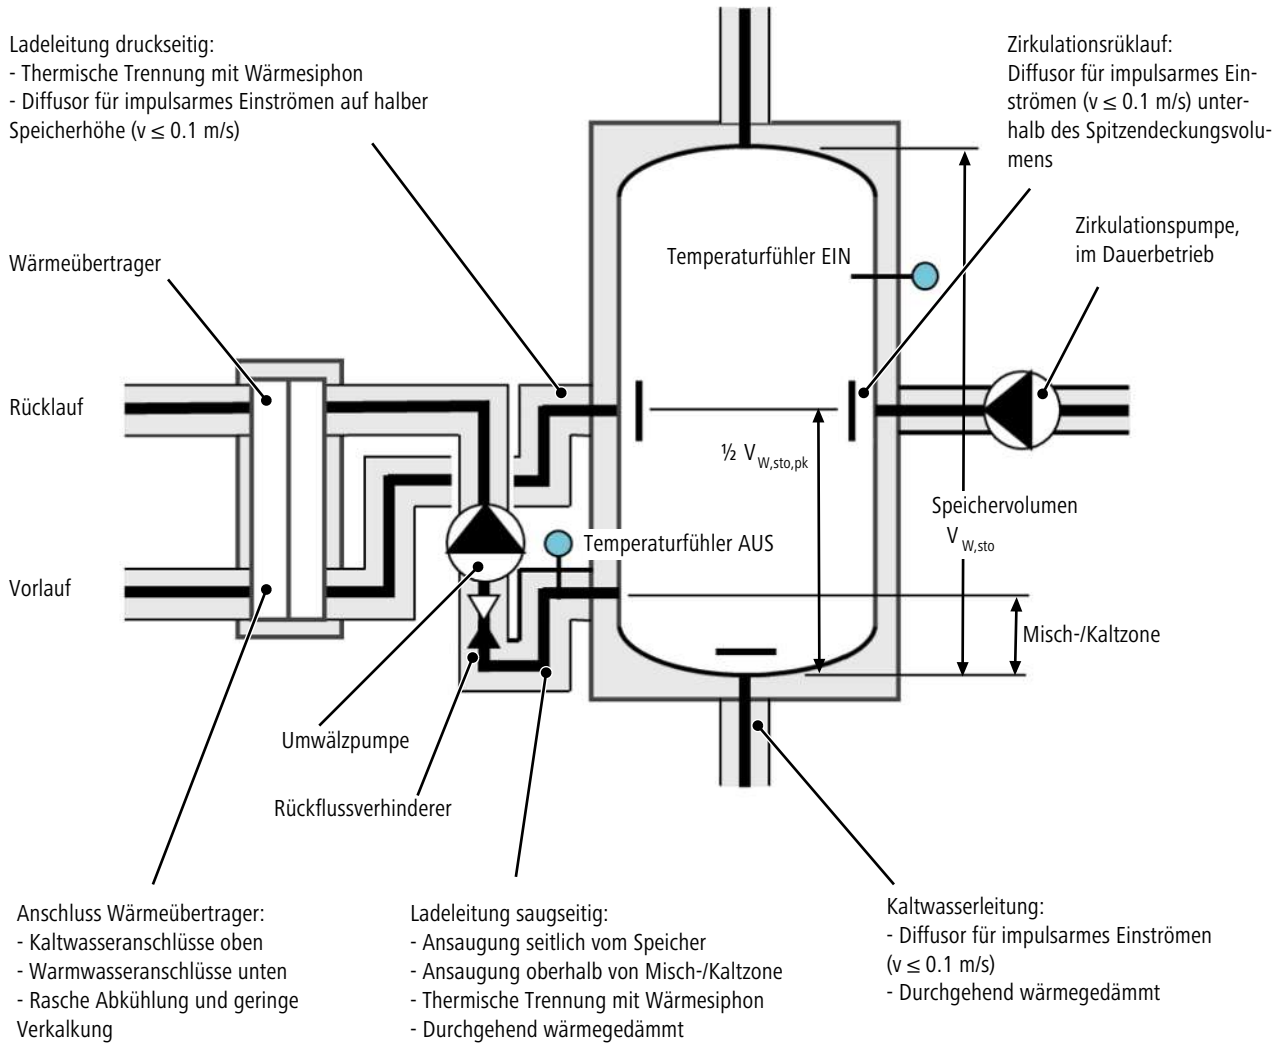 Ladeleitung druckseitig:
- Thermische Trennung mit Wärmesiphon
- Diffusor für impulsarmes Einströmen auf halber
Speicherhöhe (v ≤ 0.1 m/s)
Zirkulationsrüklauf:
Diffusor für impulsarmes Ein-
strömen (v ≤ 0.1 m/s) unter-
halb des Spitzendeckungsvolu-
mens
Zirkulationspumpe,
im Dauerbetrieb
Wärmeübertrager
Temperaturfühler EIN
Rücklauf
½ V W,sto,pk
Speichervolumen
V W,sto
Temperaturfühler AUS
Vorlauf
Misch-/Kaltzone
Umwälzpumpe
Rückflussverhinderer
Anschluss Wärmeübertrager:
- Kaltwasseranschlüsse oben
- Warmwasseranschlüsse unten
- Rasche Abkühlung und geringe
Verkalkung
Ladeleitung saugseitig:
- Ansaugung seitlich vom Speicher
- Ansaugung oberhalb von Misch-/Kaltzone
- Thermische Trennung mit Wärmesiphon
- Durchgehend wärmegedämmt
Kaltwasserleitung:
- Diffusor für impulsarmes Einströmen
(v ≤ 0.1 m/s)
- Durchgehend wärmegedämmt